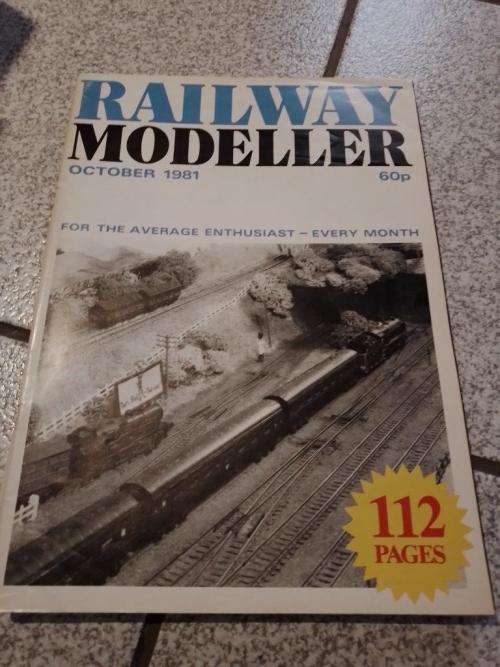 RAILWAY
MODELLER
OCTOBER 1981 60p
FOR THE AVERAGE ENTHUSIAST – EVERY MONTH
112
PAGES